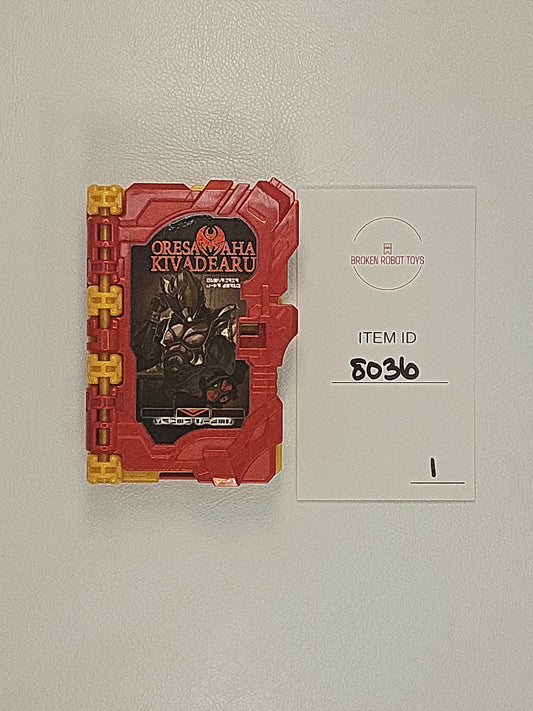 ORESAMAHA
KIVADEARU
BROKEN ROBOT TOYS
ITEM ID
8036
1